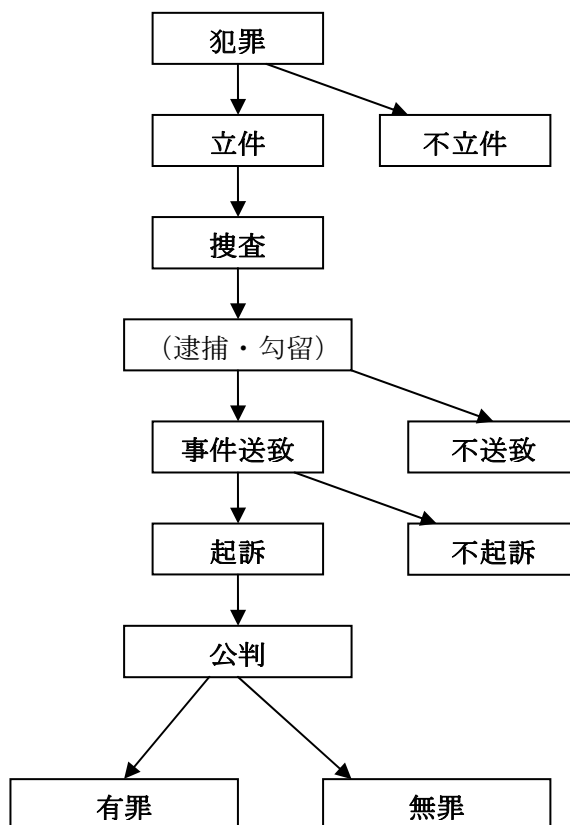 犯罪
立件
不立件
捜査
（逮捕・勾留）
事件送致
不送致
起訴
不起訴
公判
有罪
無罪